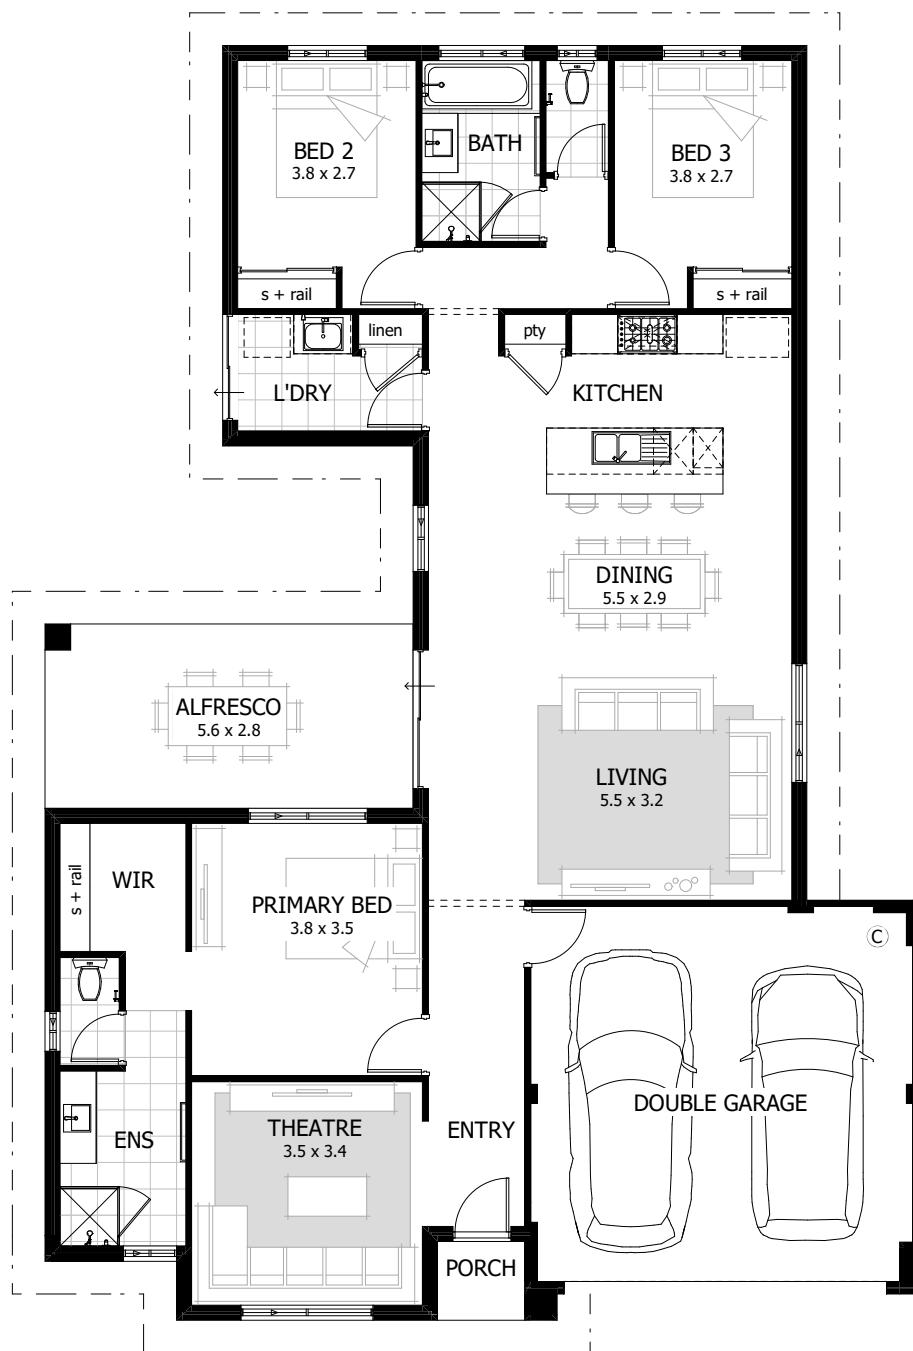 BED 2
3.8 x 2.7
BATH
BED 3
3.8 x 2.7
s + rail
s + rail
linen
pty
L'DRY
KITCHEN
x
DINING
5.5 x 2.9
ALFRESCO
5.6 x 2.8
LIVING
5.5 x 3.2
s + rail
WIR
PRIMARY BED
3.8 x 3.5
C
DOUBLE GARAGE
THEATRE
3.5 x 3.4
ENTRY
ENS
PORCH